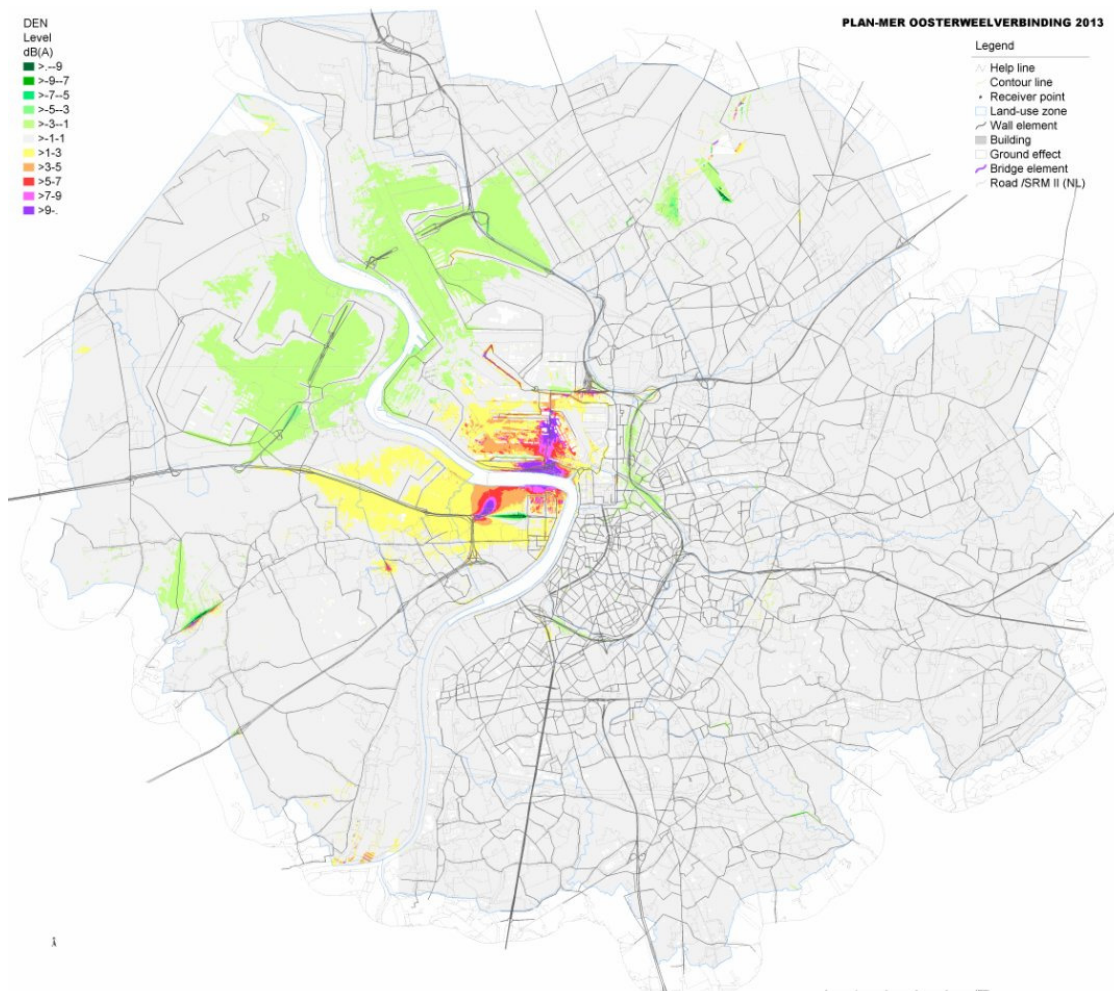 DEN
Level
dB(A)
>.--9
>-9--7
>-7--5
>-5--3
>-3--1
>-1-1
>1-3
>3-5
>5-7
>7-9
>9-.
PLAN-MER OOSTERWEELVERBINDING 2013
Legend
Help line
Contour line
Receiver point
Land-use zone
Wall element
Building
Ground effect
Bridge element
Road /SRM II (NL)